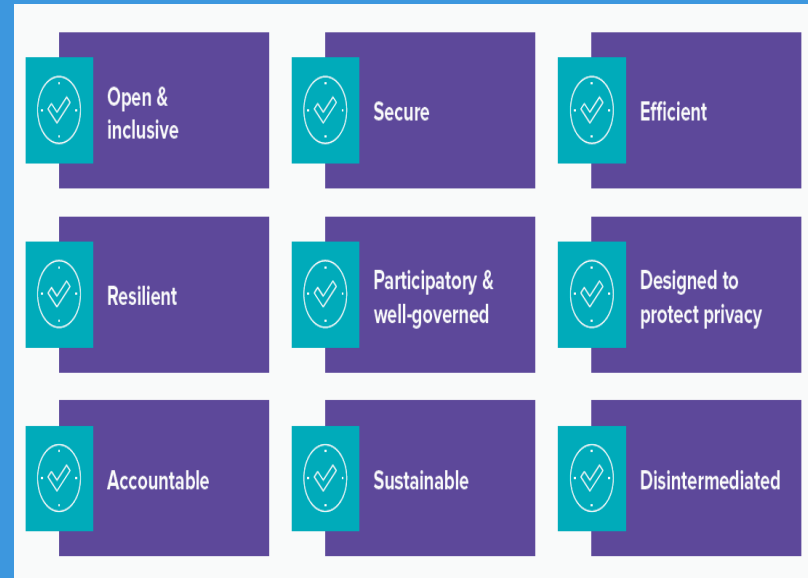 Open &
inclusive
Secure
Efficient
Resilient
Participatory &
well-governed
Designed to
protect privacy
Accountable
Sustainable
Disintermediated